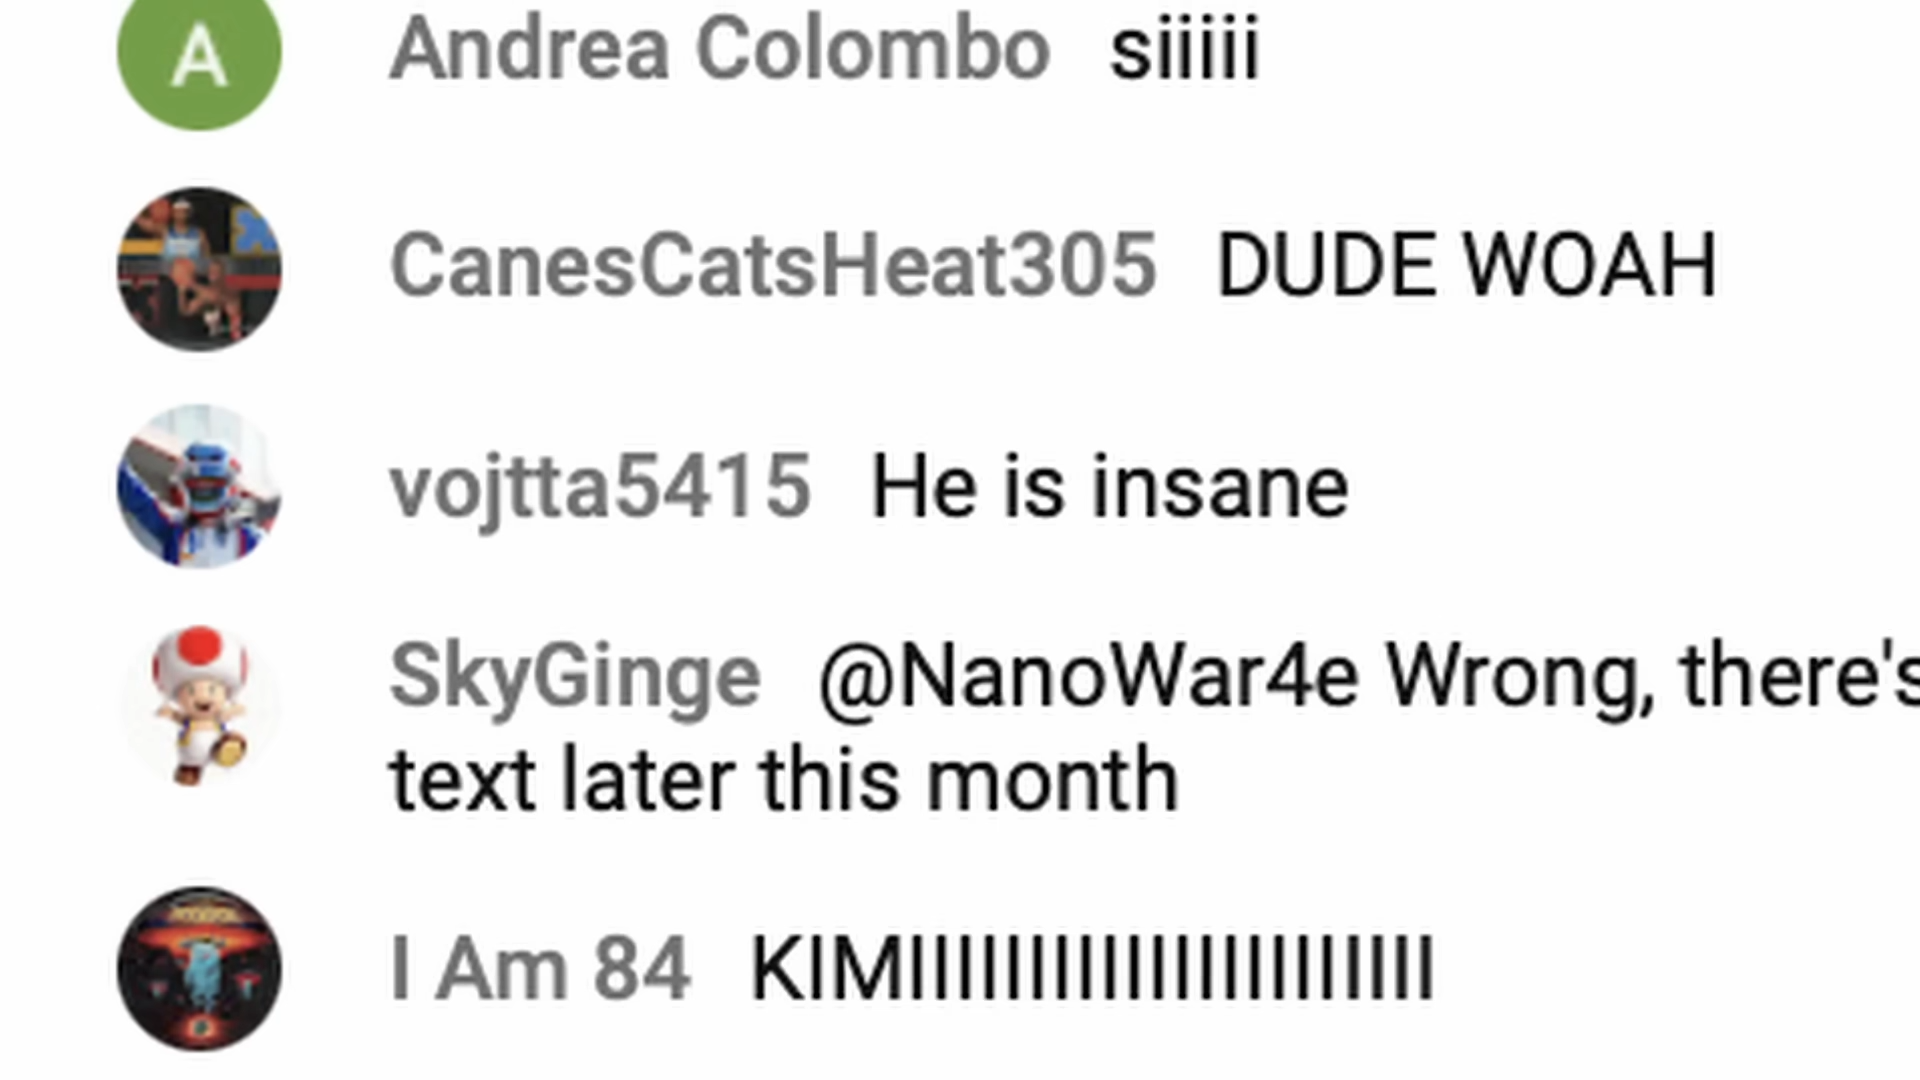 A
Andrea Colombo siiiii
CanesCatsHeat305 DUDE WOAH
vojtta5415 He is insane
SkyGinge @NanoWar4e Wrong, there's
text later this month
I Am 84 KIMIIIIIIIIIIIIIIIIIIIIII